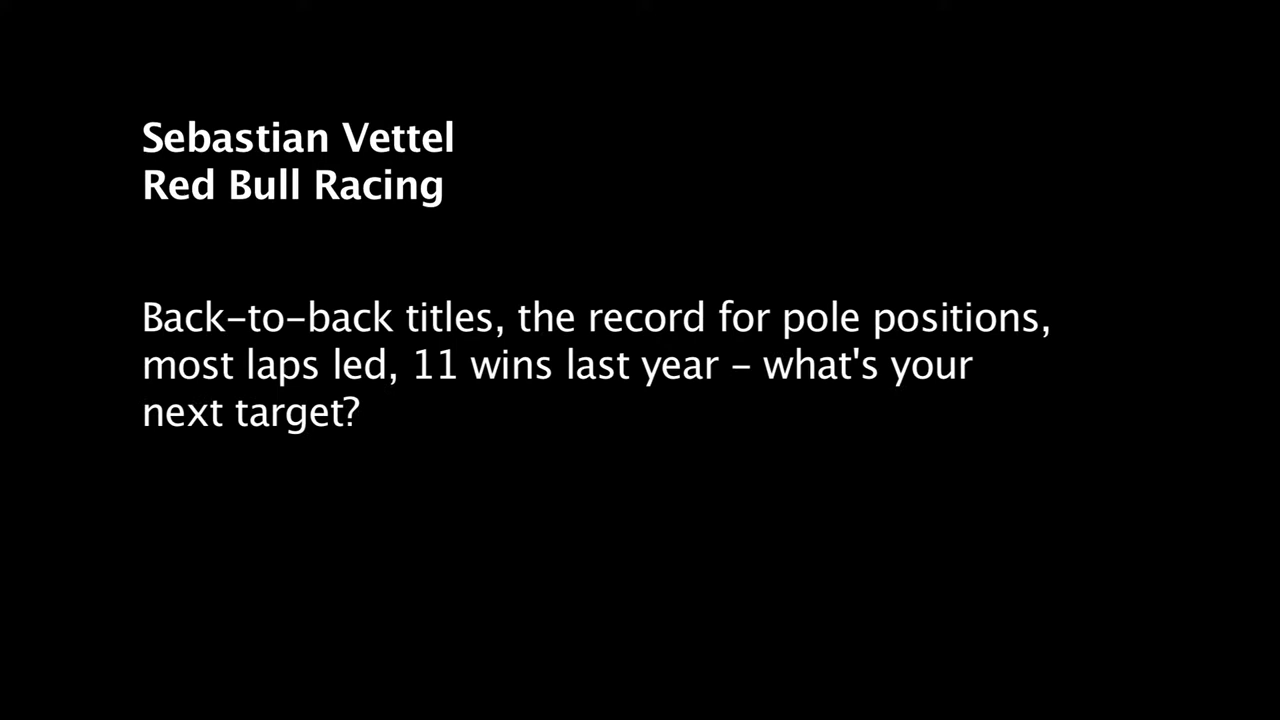 Sebastian Vettel
Red Bull Racing
Back-to-back titles, the record for pole positions,
most laps led, 11 wins last year - what's your
next target?